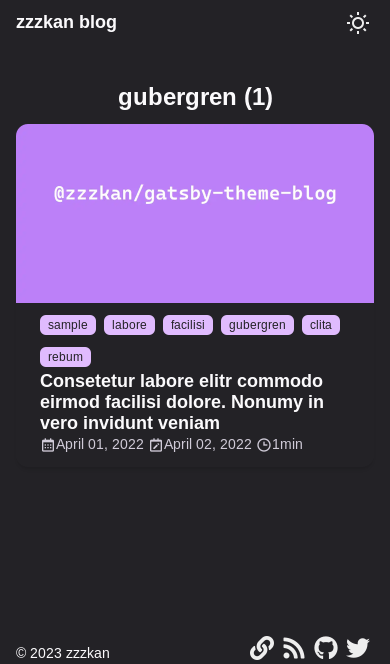 zzzkan blog
gubergren (1)
@zzzkan/gatsby-theme-blog
sample labore facilisi gubergren clita
rebum
Consetetur labore elitr commodo
eirmod facilisi dolore. Nonumy in
vero invidunt veniam
April 01, 2022 April 02, 2022 1min
© 2023 zzzkan